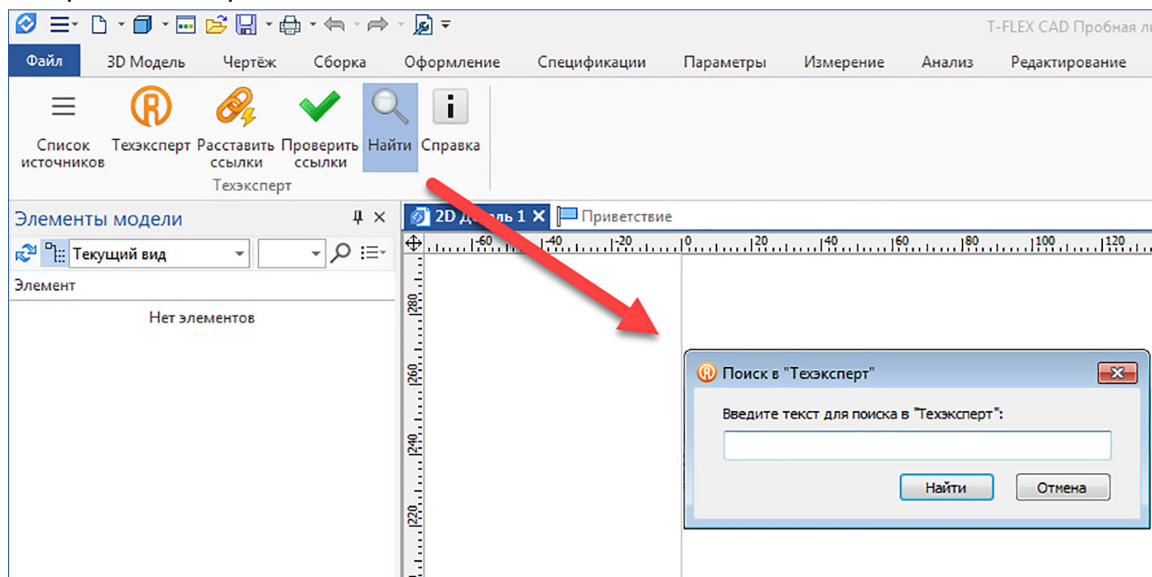 T-FLEX CAD Пробная ли
Файл 3D Модель Чертёж Сборка Оформление Спецификации Параметры Измерение Анализ Редактирование
Список источников
Техэксперт
Расставить ссылки
Проверить ссылки
Найти
Справка
Техэксперт
Элементы модели
2D Деталь 1
Приветствие
Текущий вид
Элемент
Нет элементов
-60 -40 -20 0 20 40 60 80 100 120
280
260
240
220
Поиск в "Техэксперт"
Введите текст для поиска в "Техэксперт":
Найти Отмена